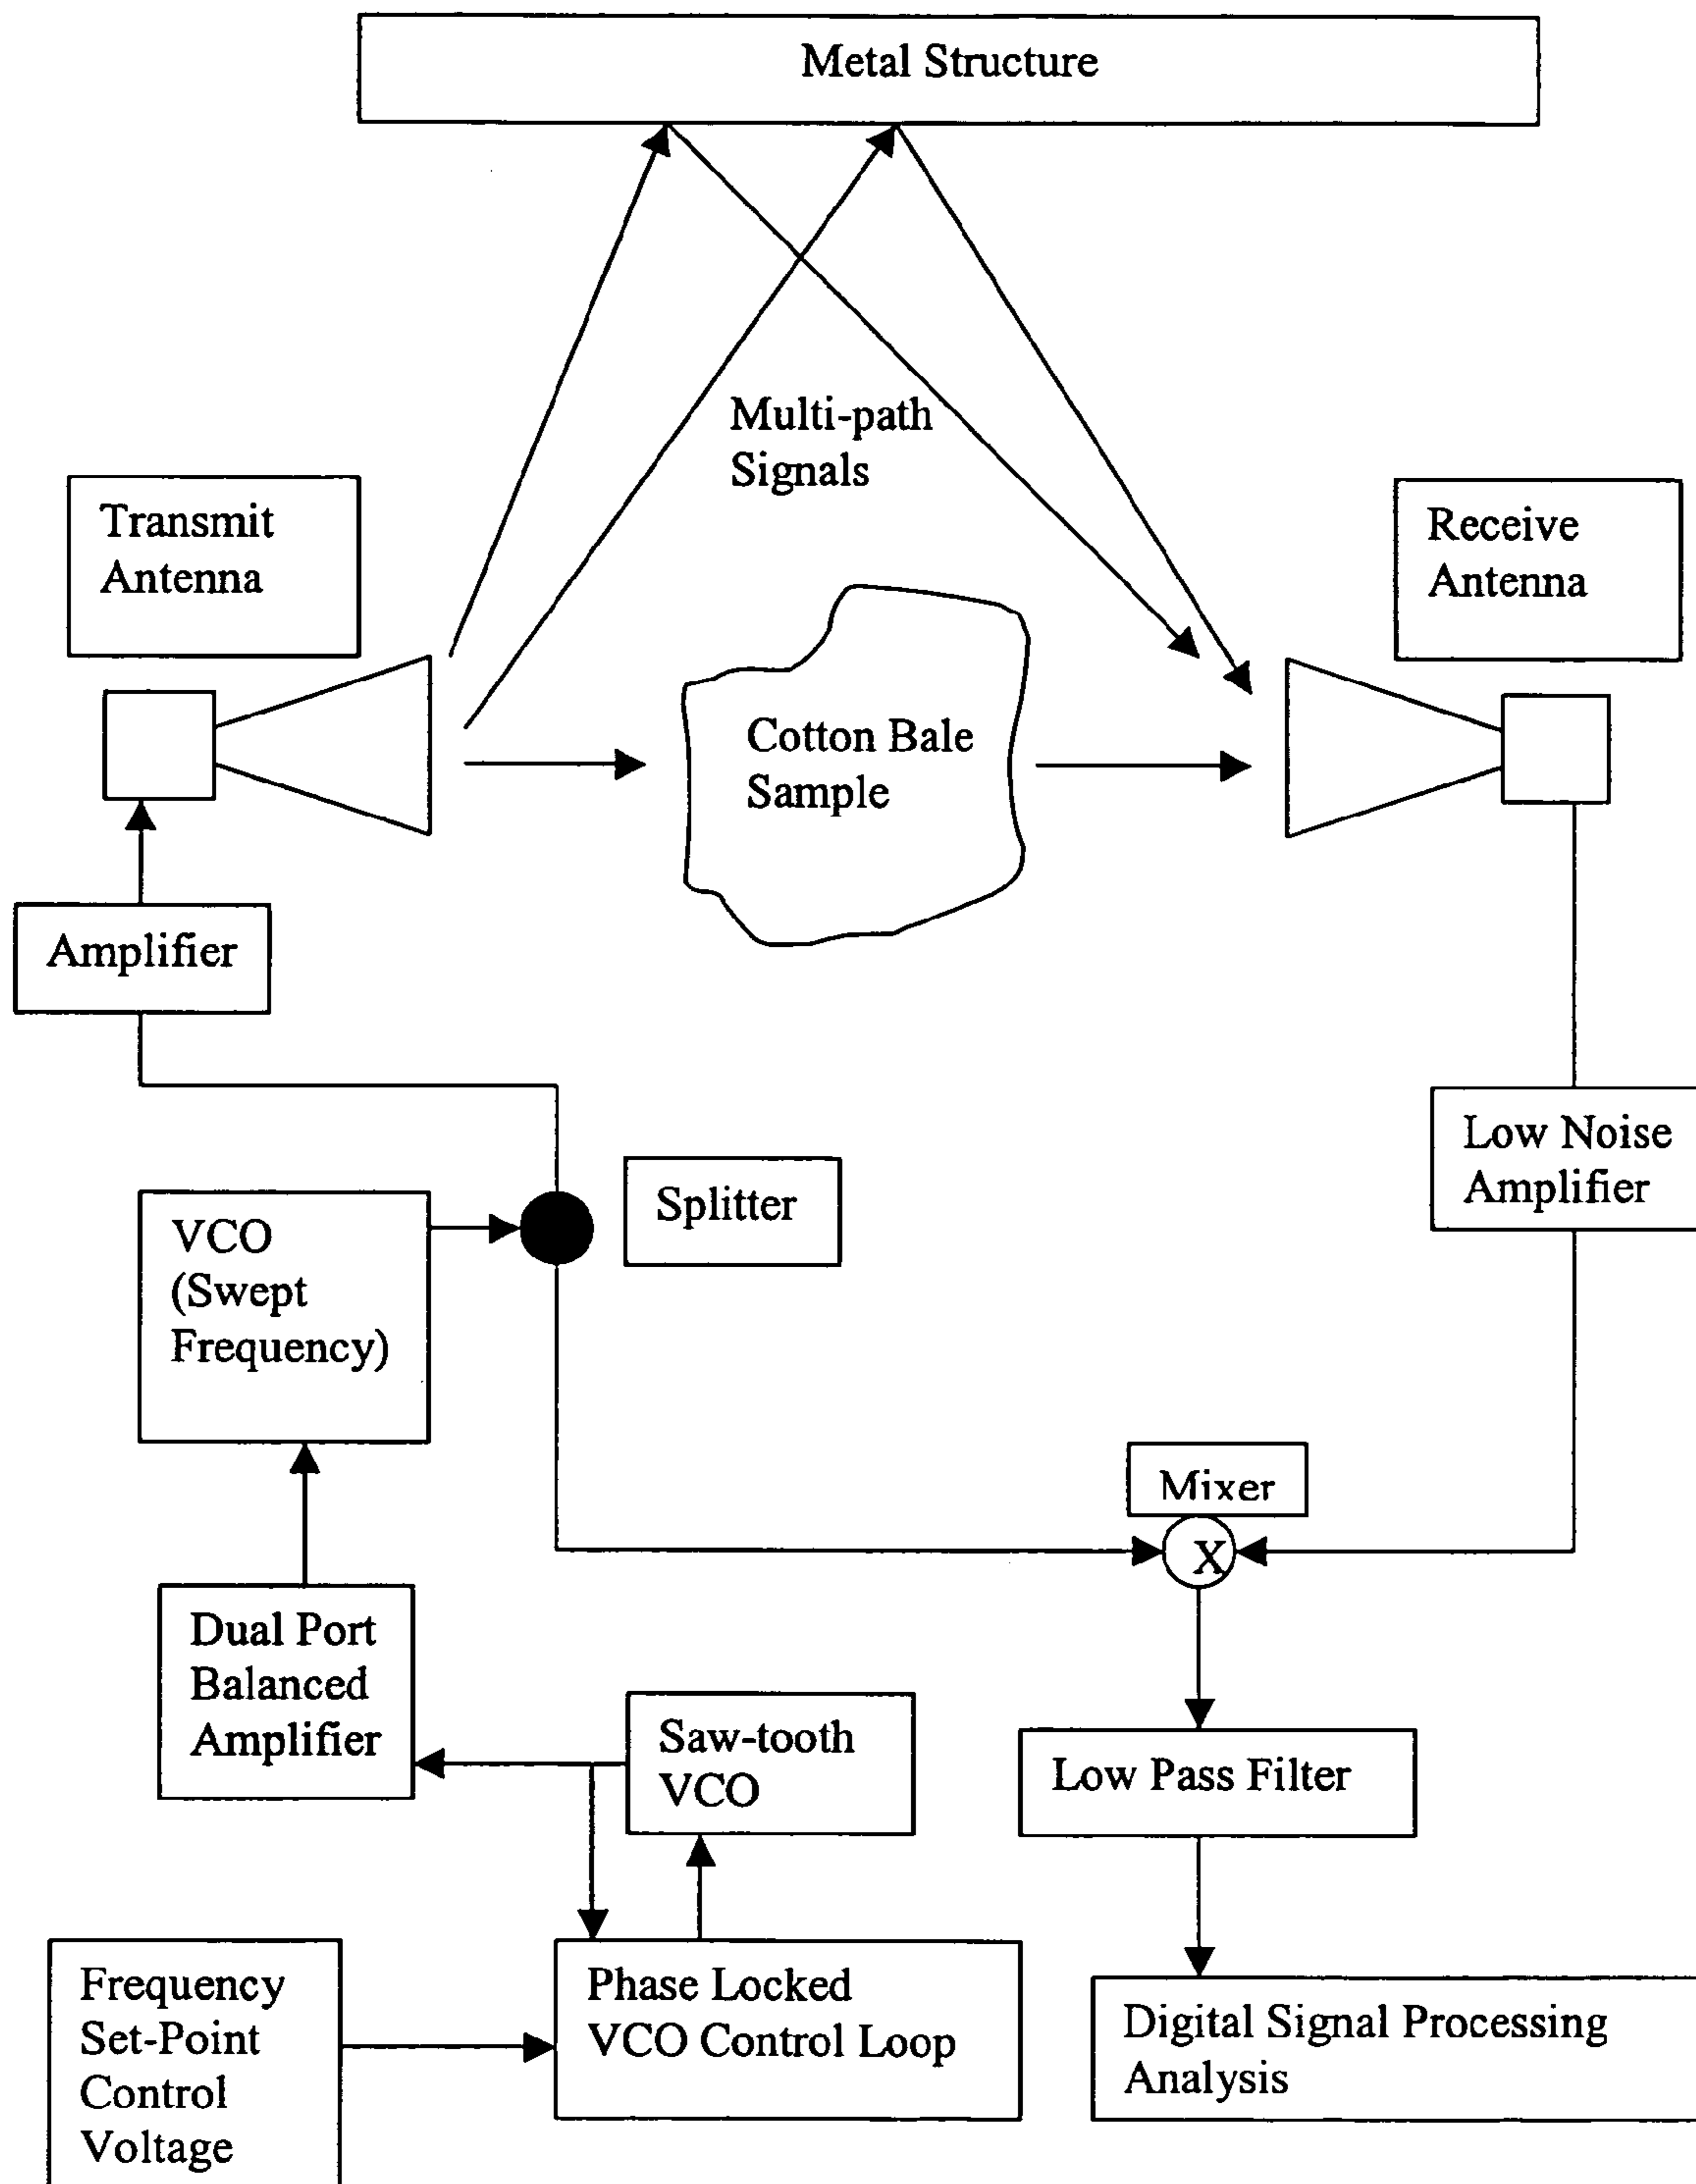 Metal Structure
Multi-path
Signals
Transmit
Antenna
Receive
Antenna
Cotton Bale
Sample
Amplifier
Low Noise
Amplifier
Splitter
VCO
(Swept
Frequency)
Mixer
X
Dual Port
Balanced
Amplifier
Saw-tooth
VCO
Low Pass Filter
Frequency
Set-Point
Control
Voltage
Phase Locked
VCO Control Loop
Digital Signal Processing
Analysis